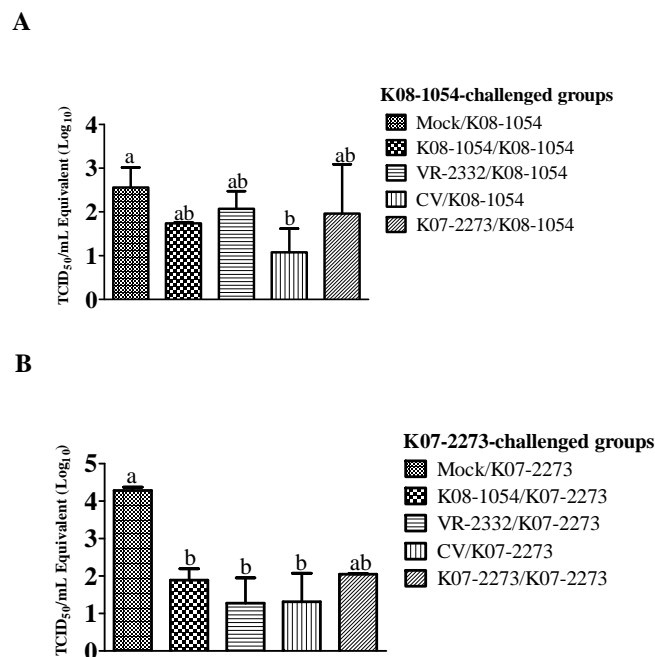 A
K08-1054-challenged groups
Mock/K08-1054
K08-1054/K08-1054
VR-2332/K08-1054
CV/K08-1054
K07-2273/K08-1054
TCID50/mL Equivalent (Log10)
4
3
2
1
0
a
ab
ab
b
ab
B
K07-2273-challenged groups
Mock/K07-2273
K08-1054/K07-2273
VR-2332/K07-2273
CV/K07-2273
K07-2273/K07-2273
TCID50/mL Equivalent (Log10)
5
4
3
2
1
0
a
b
b
b
ab